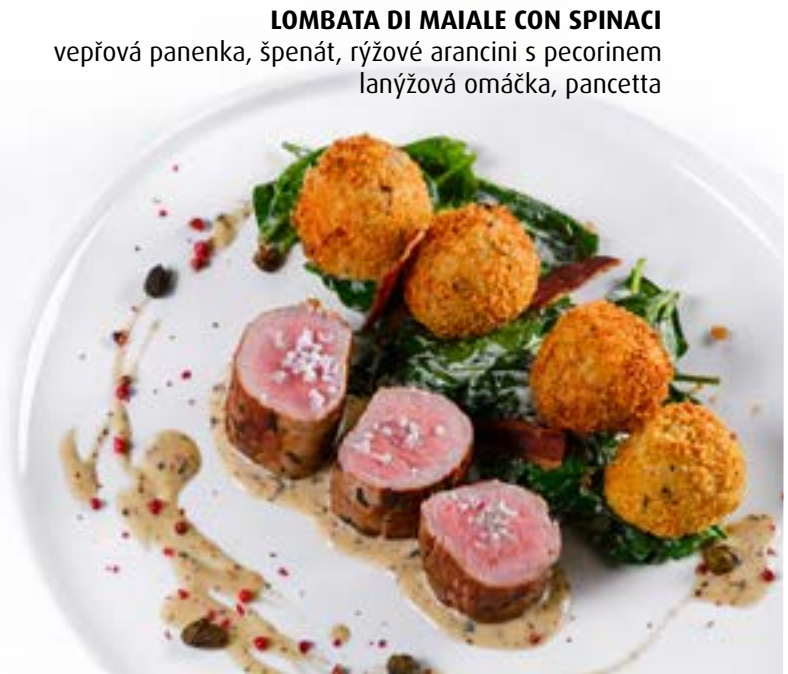 LOMBATA DI MAIALE CON SPINACI
vepřová panenka, špenát, rýžové arancini s pecorinem
lanýžová omáčka, pancetta